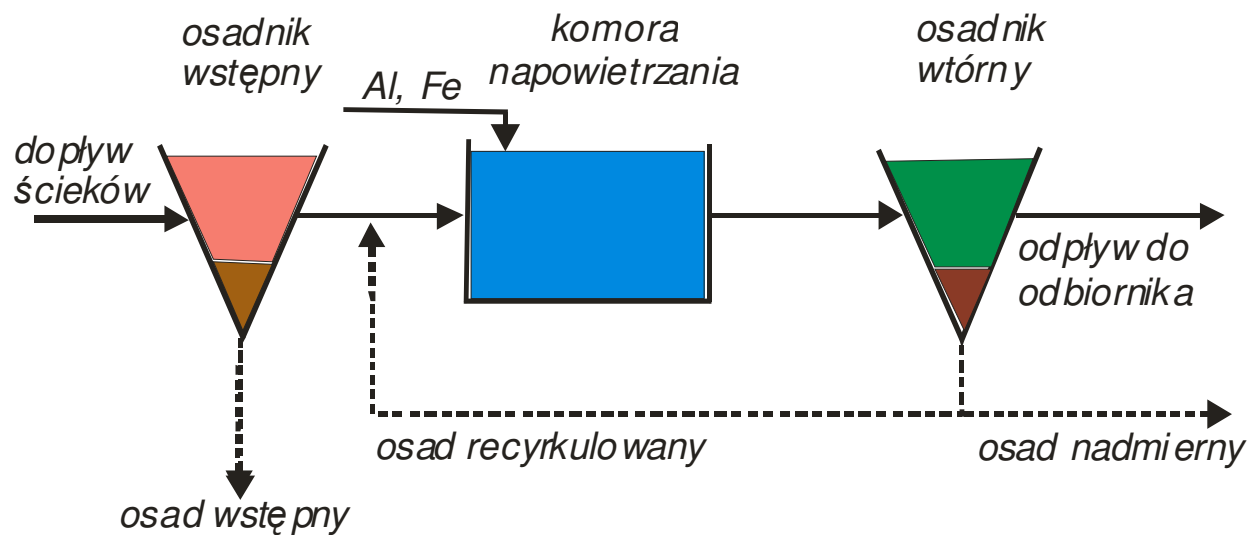 osadnik
wstępny
komora
napowietrzania
osadnik
wtórny
Al, Fe
dopływ
ścieków
odpływ do
odbiornika
osad recyrkulowany
osad nadmierny
osad wstępny